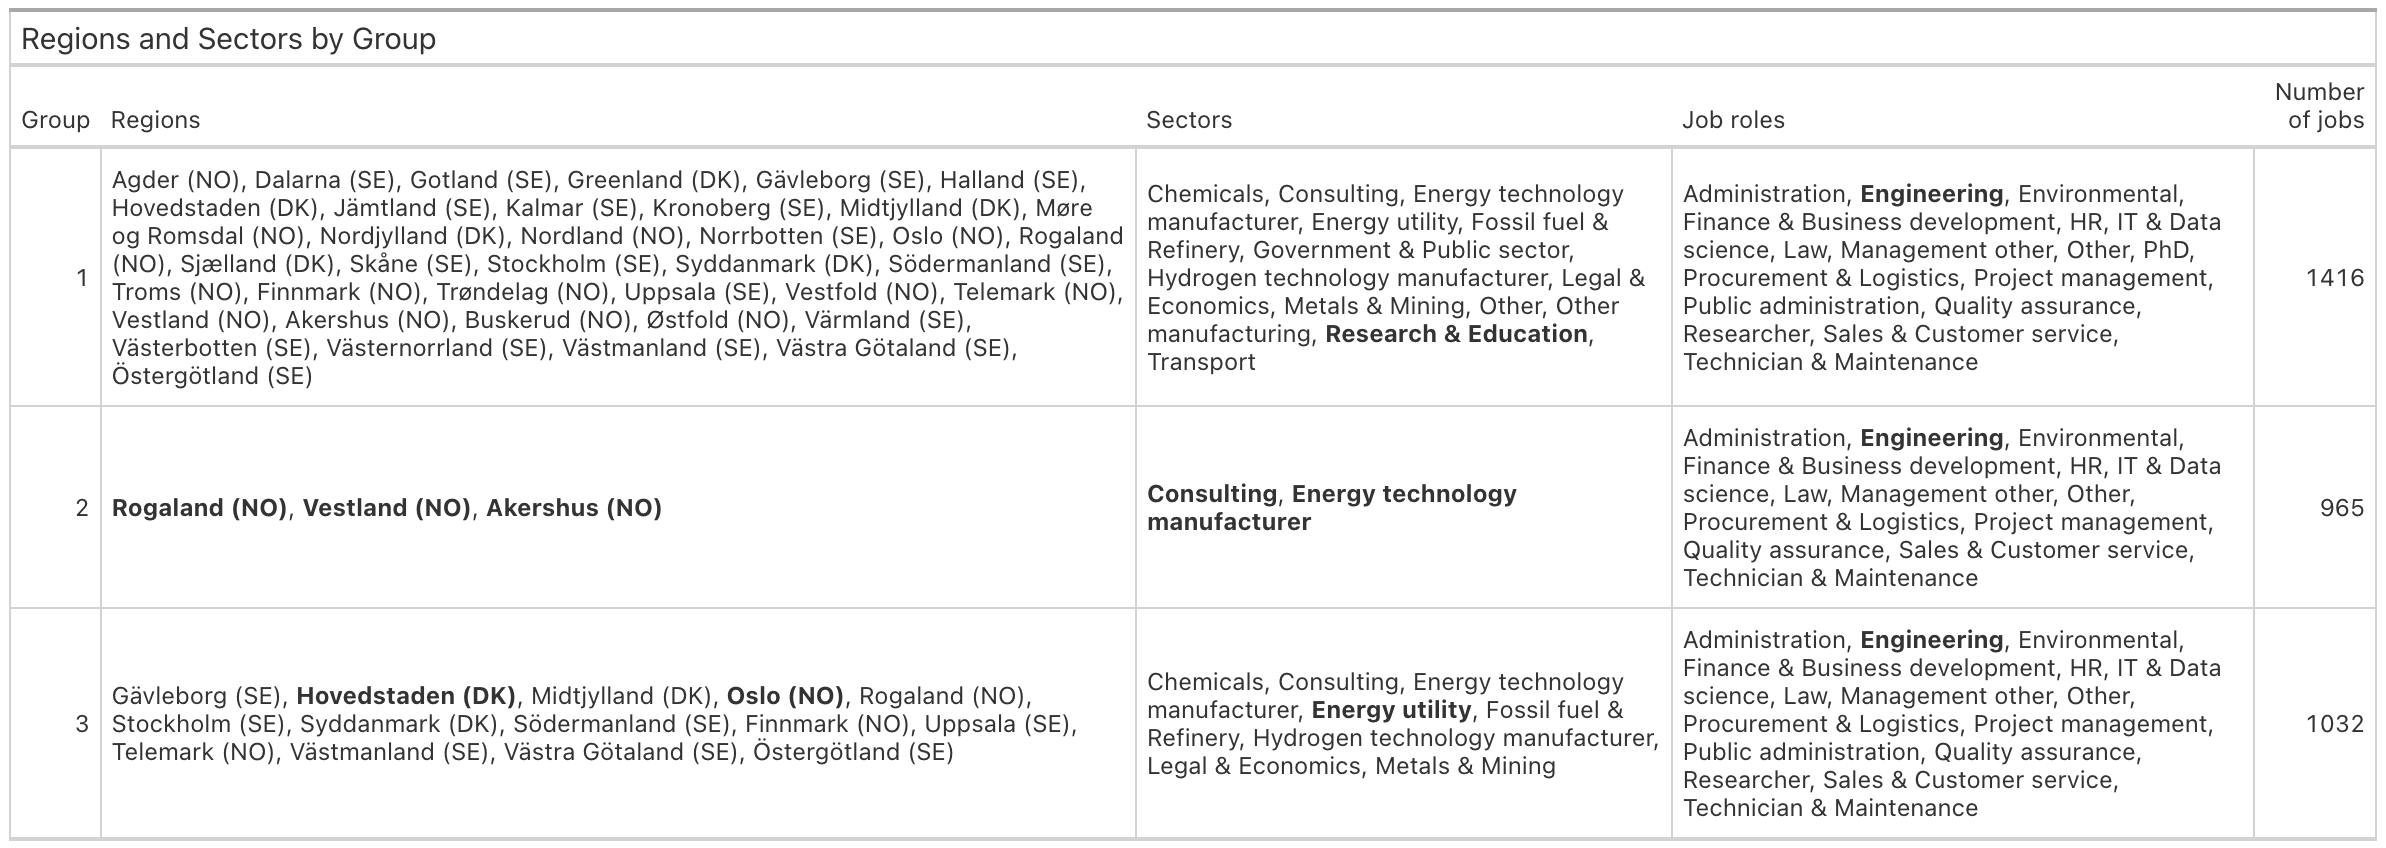 Regions and Sectors by Group
Number
Group Regions Sectors Job roles of jobs
Agder (NO), Dalarna (SE), Gotland (SE), Greenland (DK), Gävleborg (SE), Halland (SE),
Hovedstaden (DK), Jämtland (SE), Kalmar (SE), Kronoberg (SE), Midtjylland (DK), Møre
og Romsdal (NO), Nordjylland (DK), Nordland (NO), Norrbotten (SE), Oslo (NO), Rogaland
(NO), Sjælland (DK), Skåne (SE), Stockholm (SE), Syddanmark (DK), Södermanland (SE),
Troms (NO), Finnmark (NO), Trøndelag (NO), Uppsala (SE), Vestfold (NO), Telemark (NO),
Vestland (NO), Akershus (NO), Buskerud (NO), Østfold (NO), Värmland (SE),
Västerbotten (SE), Västernorrland (SE), Västmanland (SE), Västra Götaland (SE),
Östergötland (SE)
1
Chemicals, Consulting, Energy technology
manufacturer, Energy utility, Fossil fuel &
Refinery, Government & Public sector,
Hydrogen technology manufacturer, Legal &
Economics, Metals & Mining, Other, Other
manufacturing, Research & Education,
Transport
Administration, Engineering, Environmental,
Finance & Business development, HR, IT & Data
science, Law, Management other, Other, PhD,
Procurement & Logistics, Project management,
Public administration, Quality assurance,
Researcher, Sales & Customer service,
Technician & Maintenance
1416
2
Rogaland (NO), Vestland (NO), Akershus (NO)
Consulting, Energy technology
manufacturer
Administration, Engineering, Environmental,
Finance & Business development, HR, IT & Data
science, Law, Management other, Other,
Procurement & Logistics, Project management,
Quality assurance, Sales & Customer service,
Technician & Maintenance
965
3
Gävleborg (SE), Hovedstaden (DK), Midtjylland (DK), Oslo (NO), Rogaland (NO),
Stockholm (SE), Syddanmark (DK), Södermanland (SE), Finnmark (NO), Uppsala (SE),
Telemark (NO), Västmanland (SE), Västra Götaland (SE), Östergötland (SE)
Chemicals, Consulting, Energy technology
manufacturer, Energy utility, Fossil fuel &
Refinery, Hydrogen technology manufacturer,
Legal & Economics, Metals & Mining
Administration, Engineering, Environmental,
Finance & Business development, HR, IT & Data
science, Law, Management other, Other,
Procurement & Logistics, Project management,
Public administration, Quality assurance,
Researcher, Sales & Customer service,
Technician & Maintenance
1032